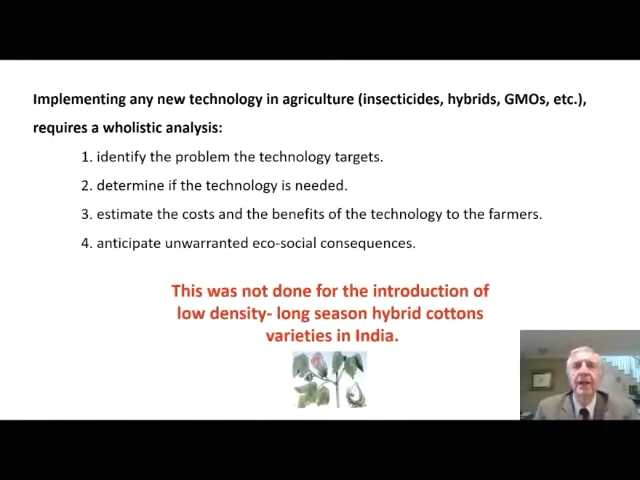 Implementing any new technology in agriculture (insecticides, hybrids, GMOs, etc.),
requires a wholistic analysis:
1. identify the problem the technology targets.
2. determine if the technology is needed.
3. estimate the costs and the benefits of the technology to the farmers.
4. anticipate unwarranted eco-social consequences.
This was not done for the introduction of
low density- long season hybrid cottons
varieties in India.